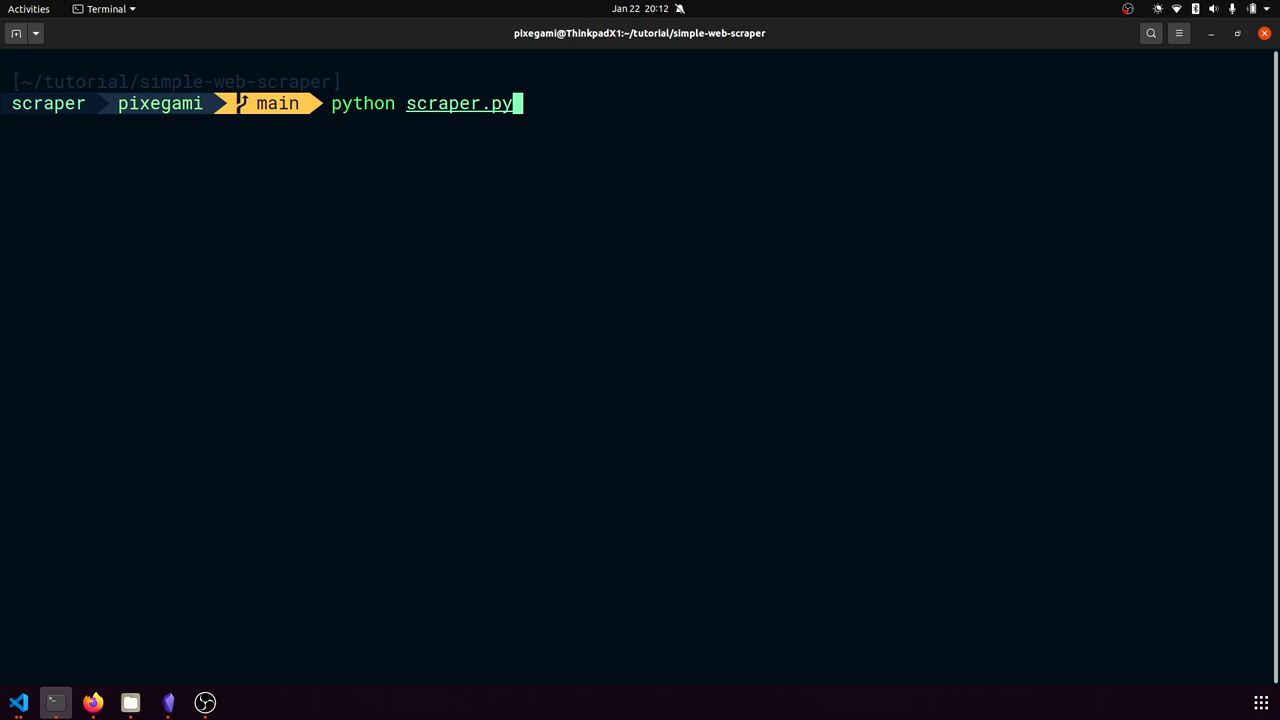 Activities Terminal Jan 22 20:12
pixegami@ThinkpadX1:~/tutorial/simple-web-scraper
[~/tutorial/simple-web-scraper]
scraper pixegami main python scraper.py